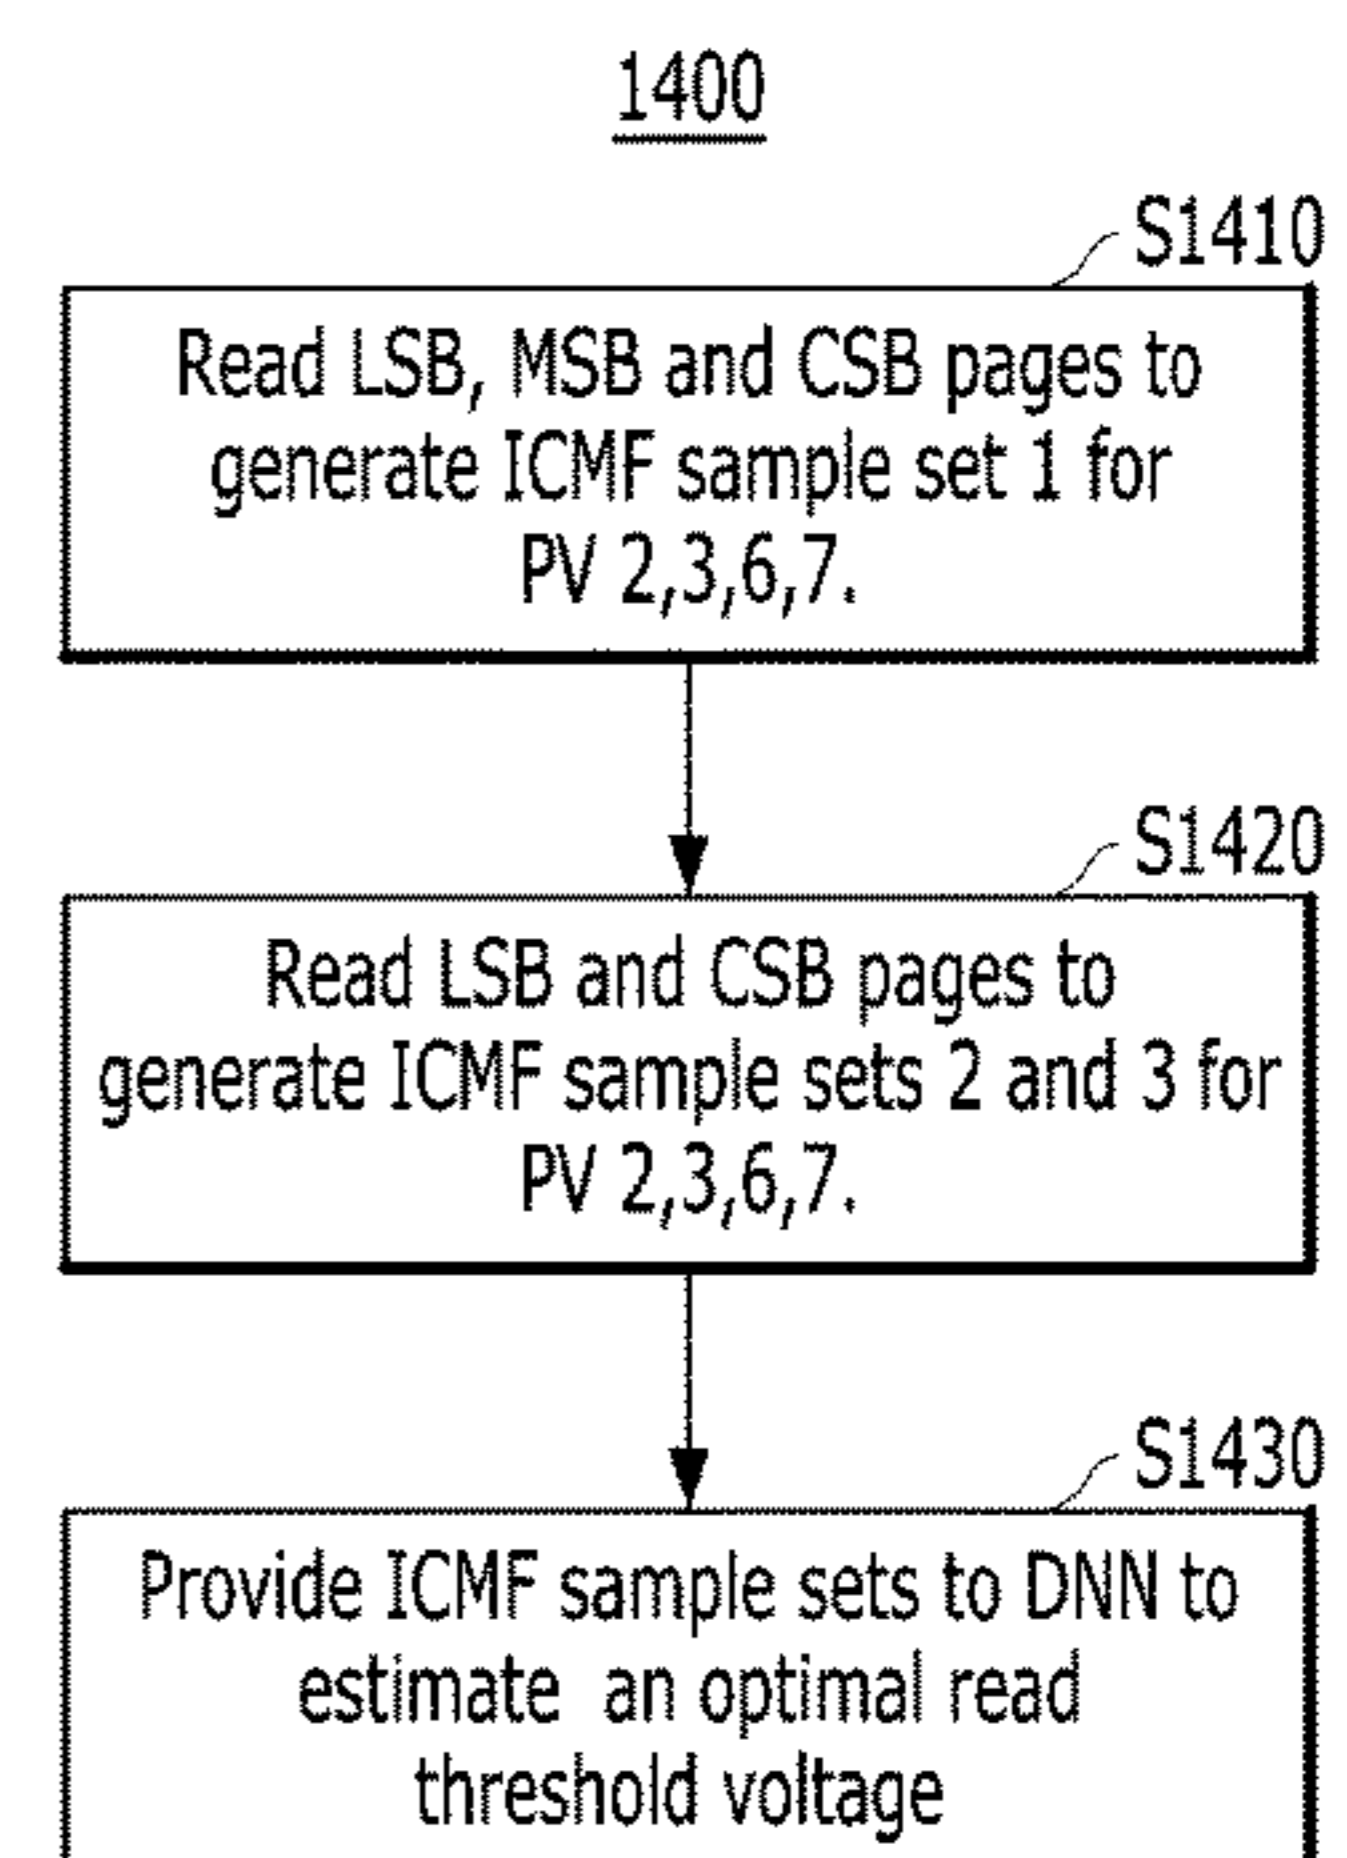 1400
S1410
Read LSB, MSB and CSB pages to
generate ICMF sample set 1 for
PV 2,3,6,7.
S1420
Read LSB and CSB pages to
generate ICMF sample sets 2 and 3 for
PV 2,3,6,7.
S1430
Provide ICMF sample sets to DNN to
estimate an optimal read
threshold voltage